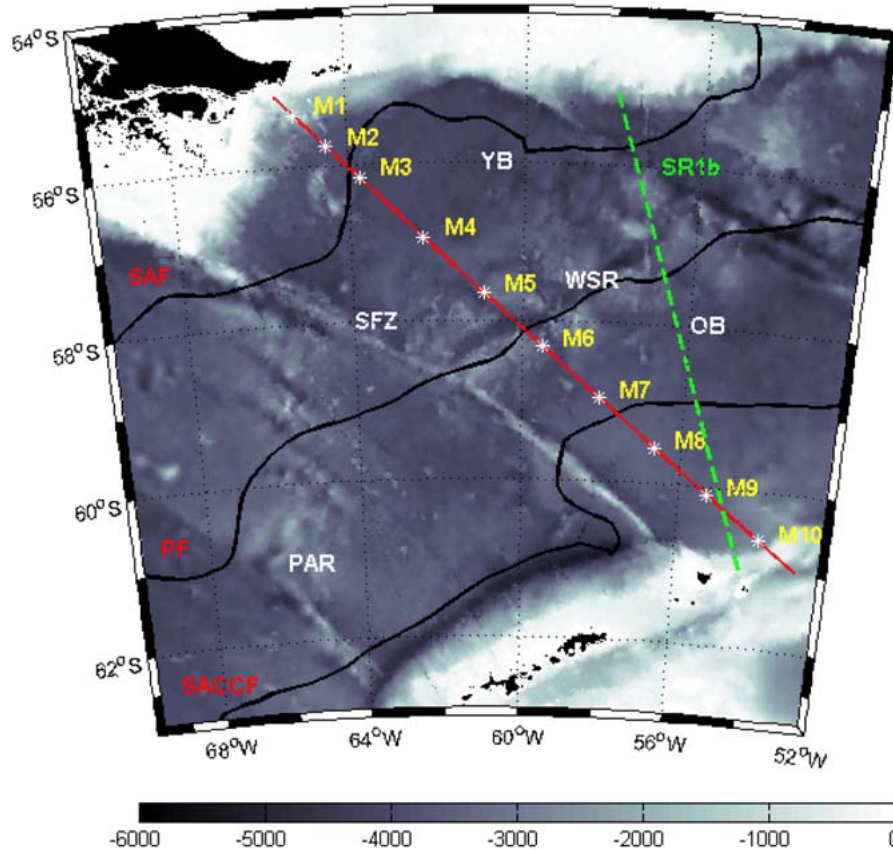 54°S
M1
M2
M3
YB
SR1b
56°S
M4
SAF
M5
WSR
SFZ
OB
M6
58°S
M7
M8
60°S
M9
M10
PF
PAR
62°S
SACCF
68°W
64°W
60°W
56°W
52°W
-6000 -5000 -4000 -3000 -2000 -1000 0